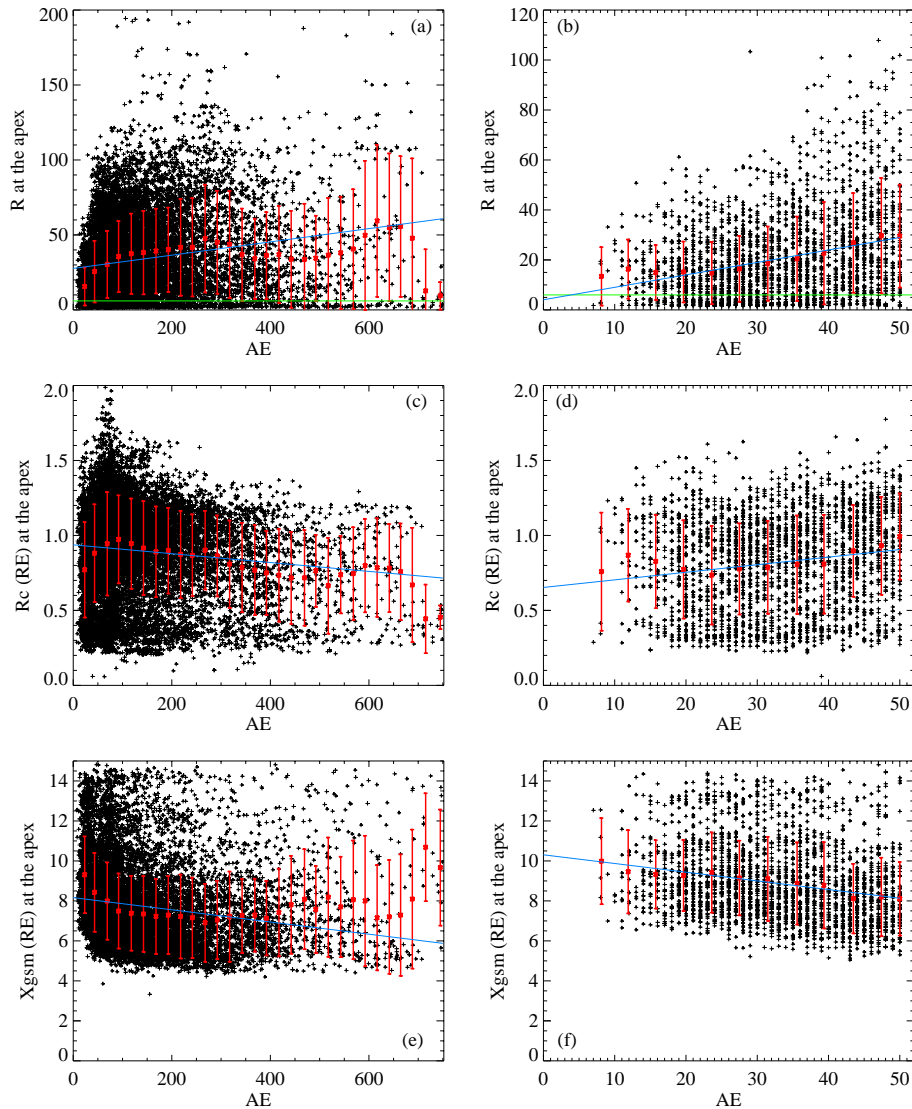 (a)
200
150
100
50
0
R at the apex
0 200 400 600
AE
(b)
120
100
80
60
40
20
0
R at the apex
0 10 20 30 40 50
AE
(c)
2.0
1.5
1.0
0.5
0.0
Rc (RE) at the apex
0 200 400 600
AE
(d)
2.0
1.5
1.0
0.5
0.0
Rc (RE) at the apex
0 10 20 30 40 50
AE
14
12
10
8
6
4
2
0
Xgsm (RE) at the apex
(e)
0 200 400 600
AE
14
12
10
8
6
4
2
0
Xgsm (RE) at the apex
(f)
0 10 20 30 40 50
AE